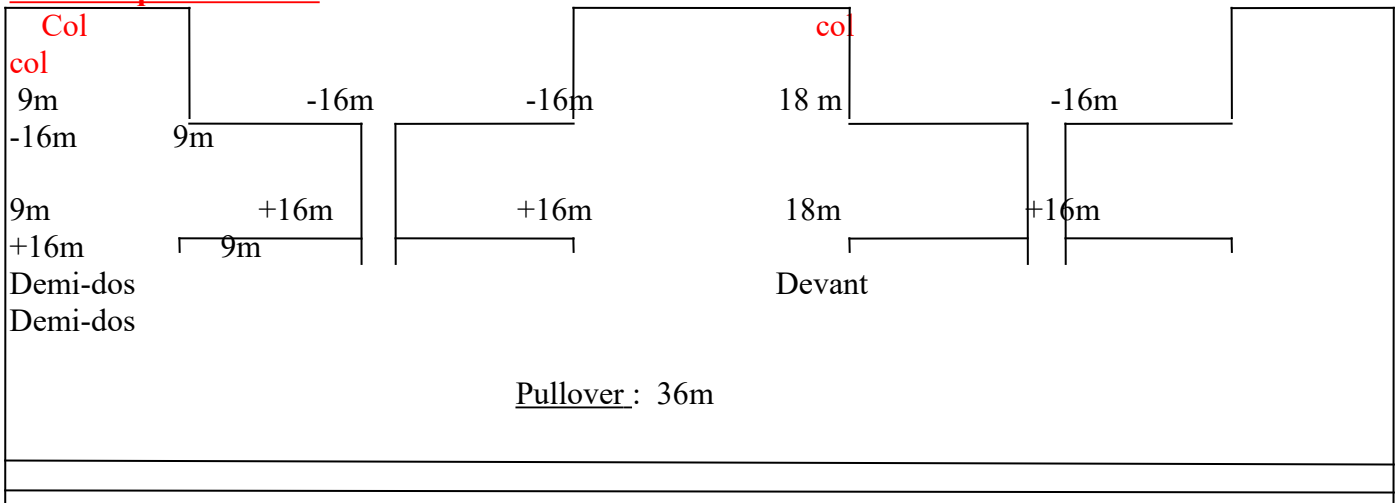 Col col
col
9m -16m -16m 18 m -16m
-16m 9m
9m +16m +16m 18m +16m
+16m 9m
Demi-dos Devant
Demi-dos
Pullover : 36m